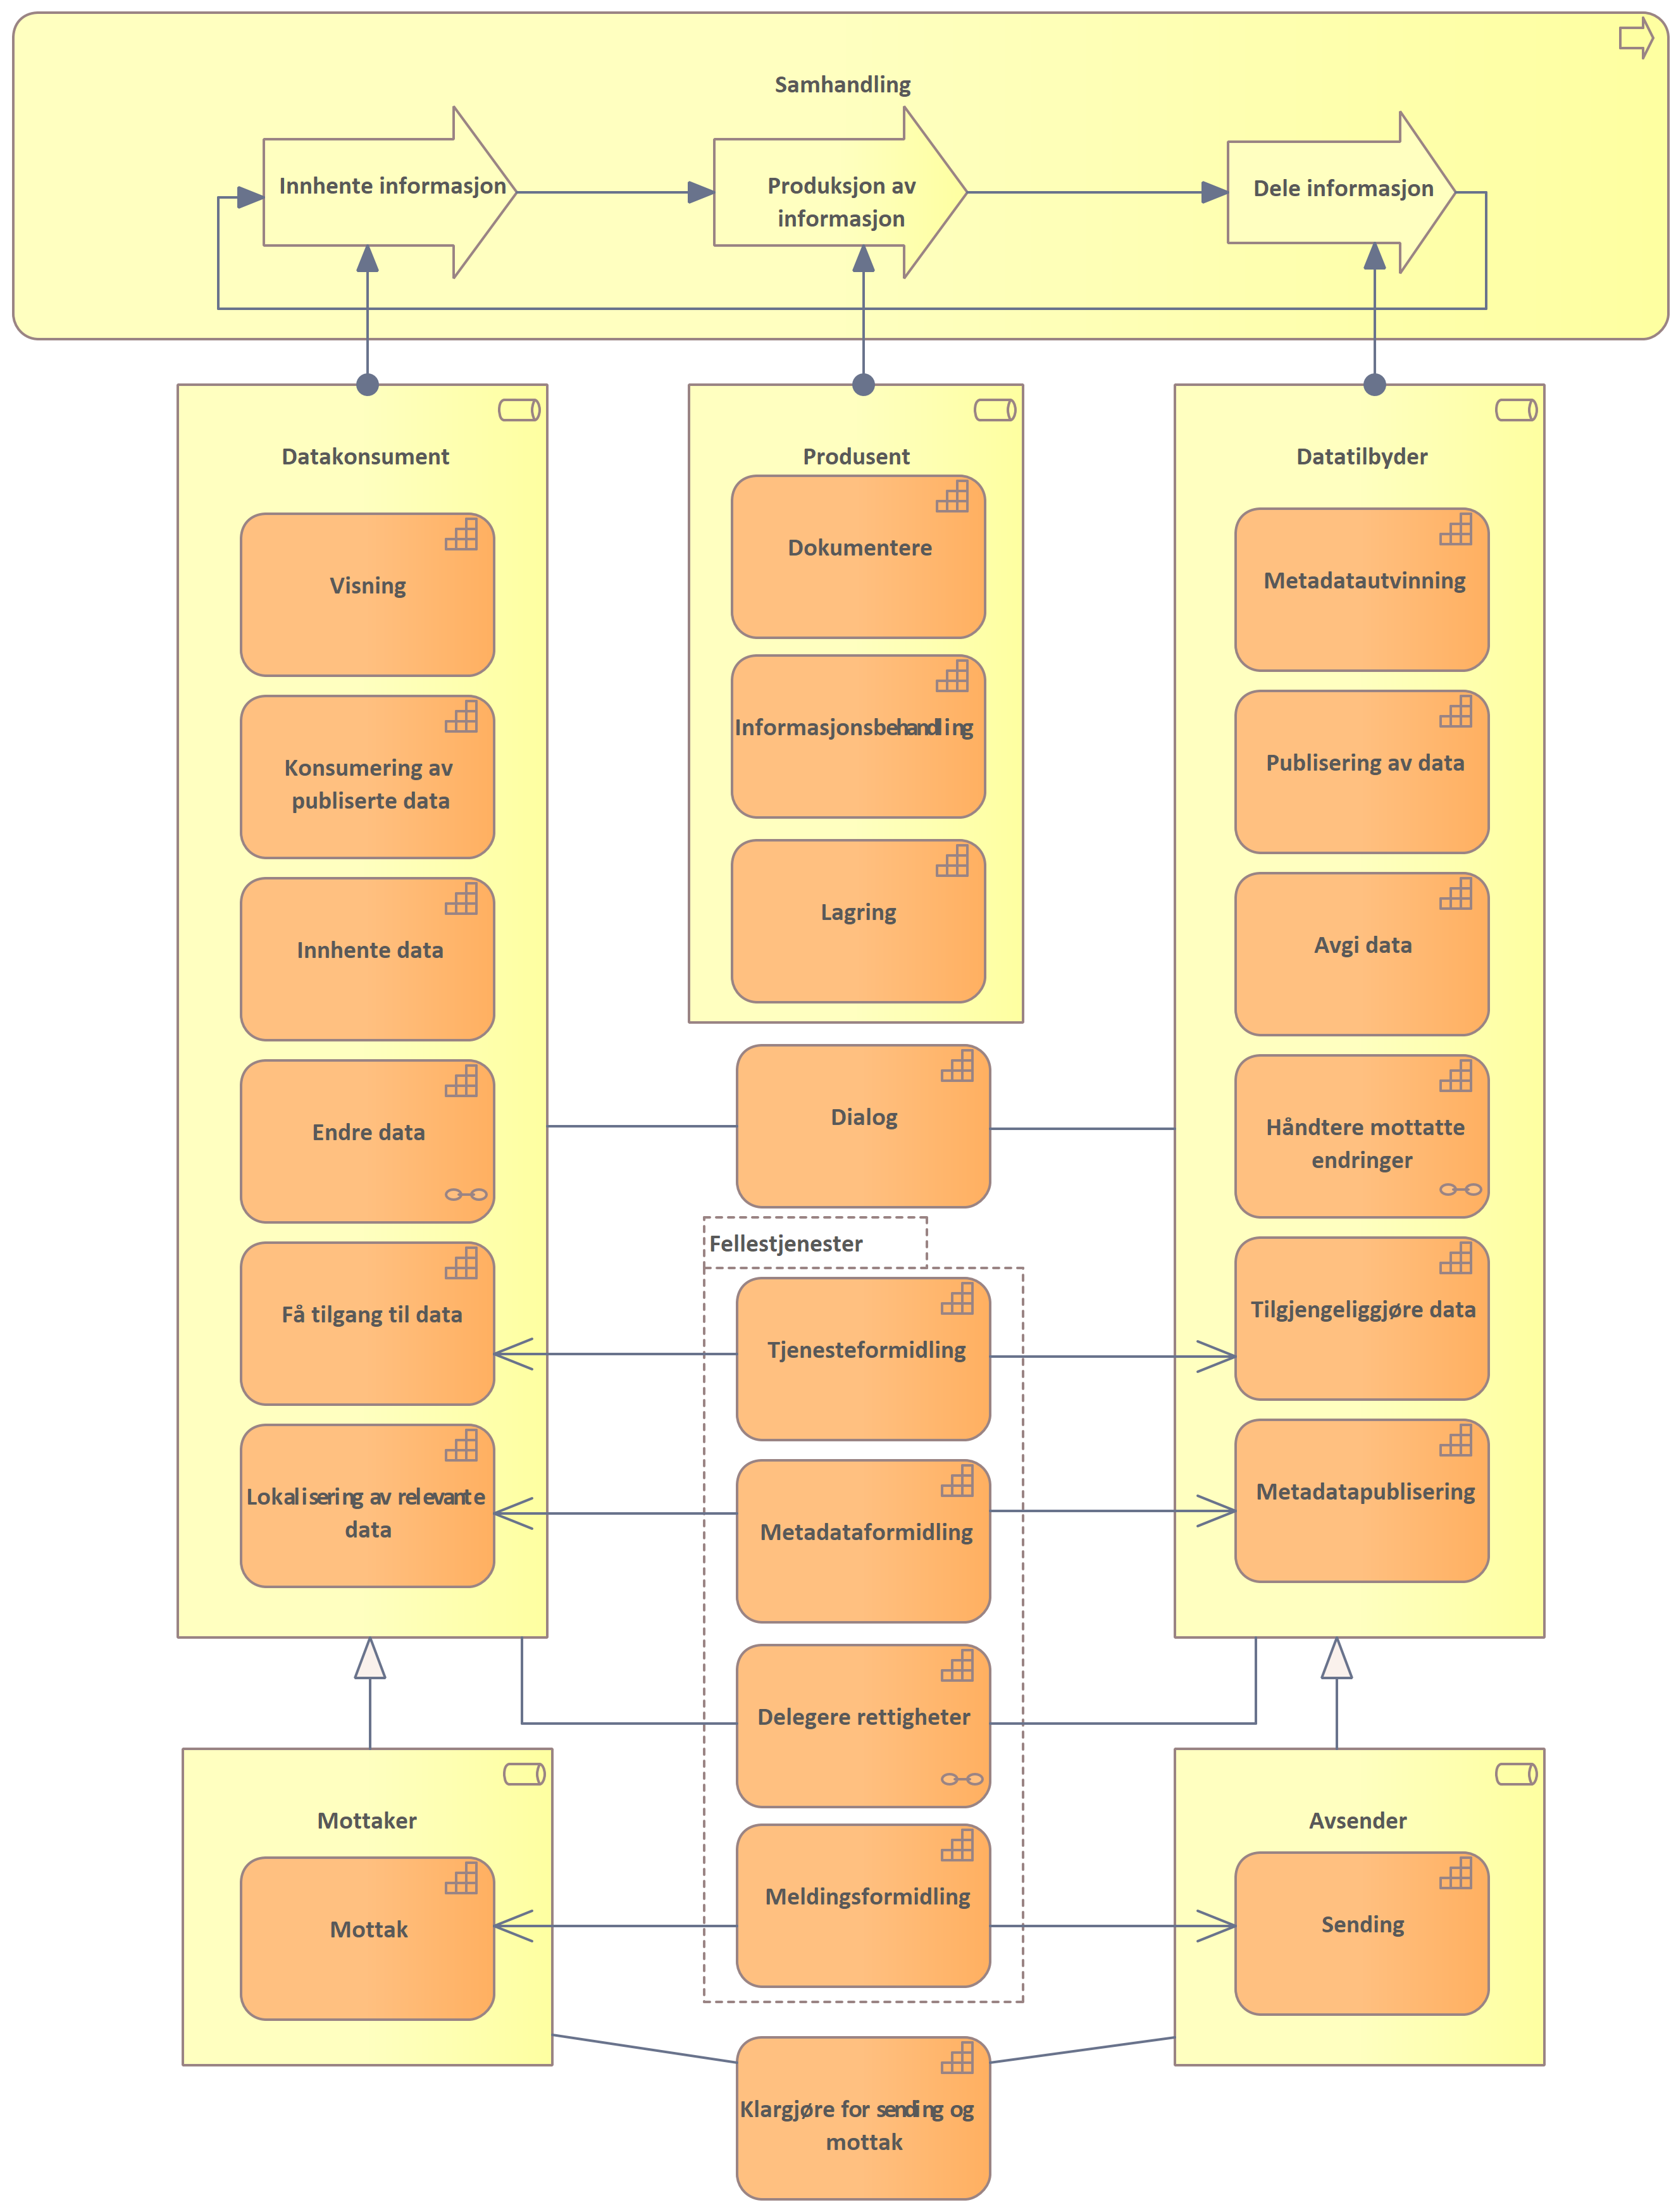 Samhandling
Innhente informasjon
Produksjon av
informasjon
Dele informasjon
Datakonsument
Visning
Konsumering av
publiserte data
Innhente data
Endre data
Få tilgang til data
Lokalisering av relevante
data
Produsent
Dokumentere
Informasjonsbehandling
Lagring
Datatilbyder
Metadatautvinning
Publisering av data
Avgi data
Håndtere mottatte
endringer
Tilgjengeliggjøre data
Metadatapublisering
Dialog
Fellestjenester
Tjenesteformidling
Metadataformidling
Delegere rettigheter
Meldingsformidling
Mottaker
Mottak
Avsender
Sending
Klargjøre for sending og
mottak